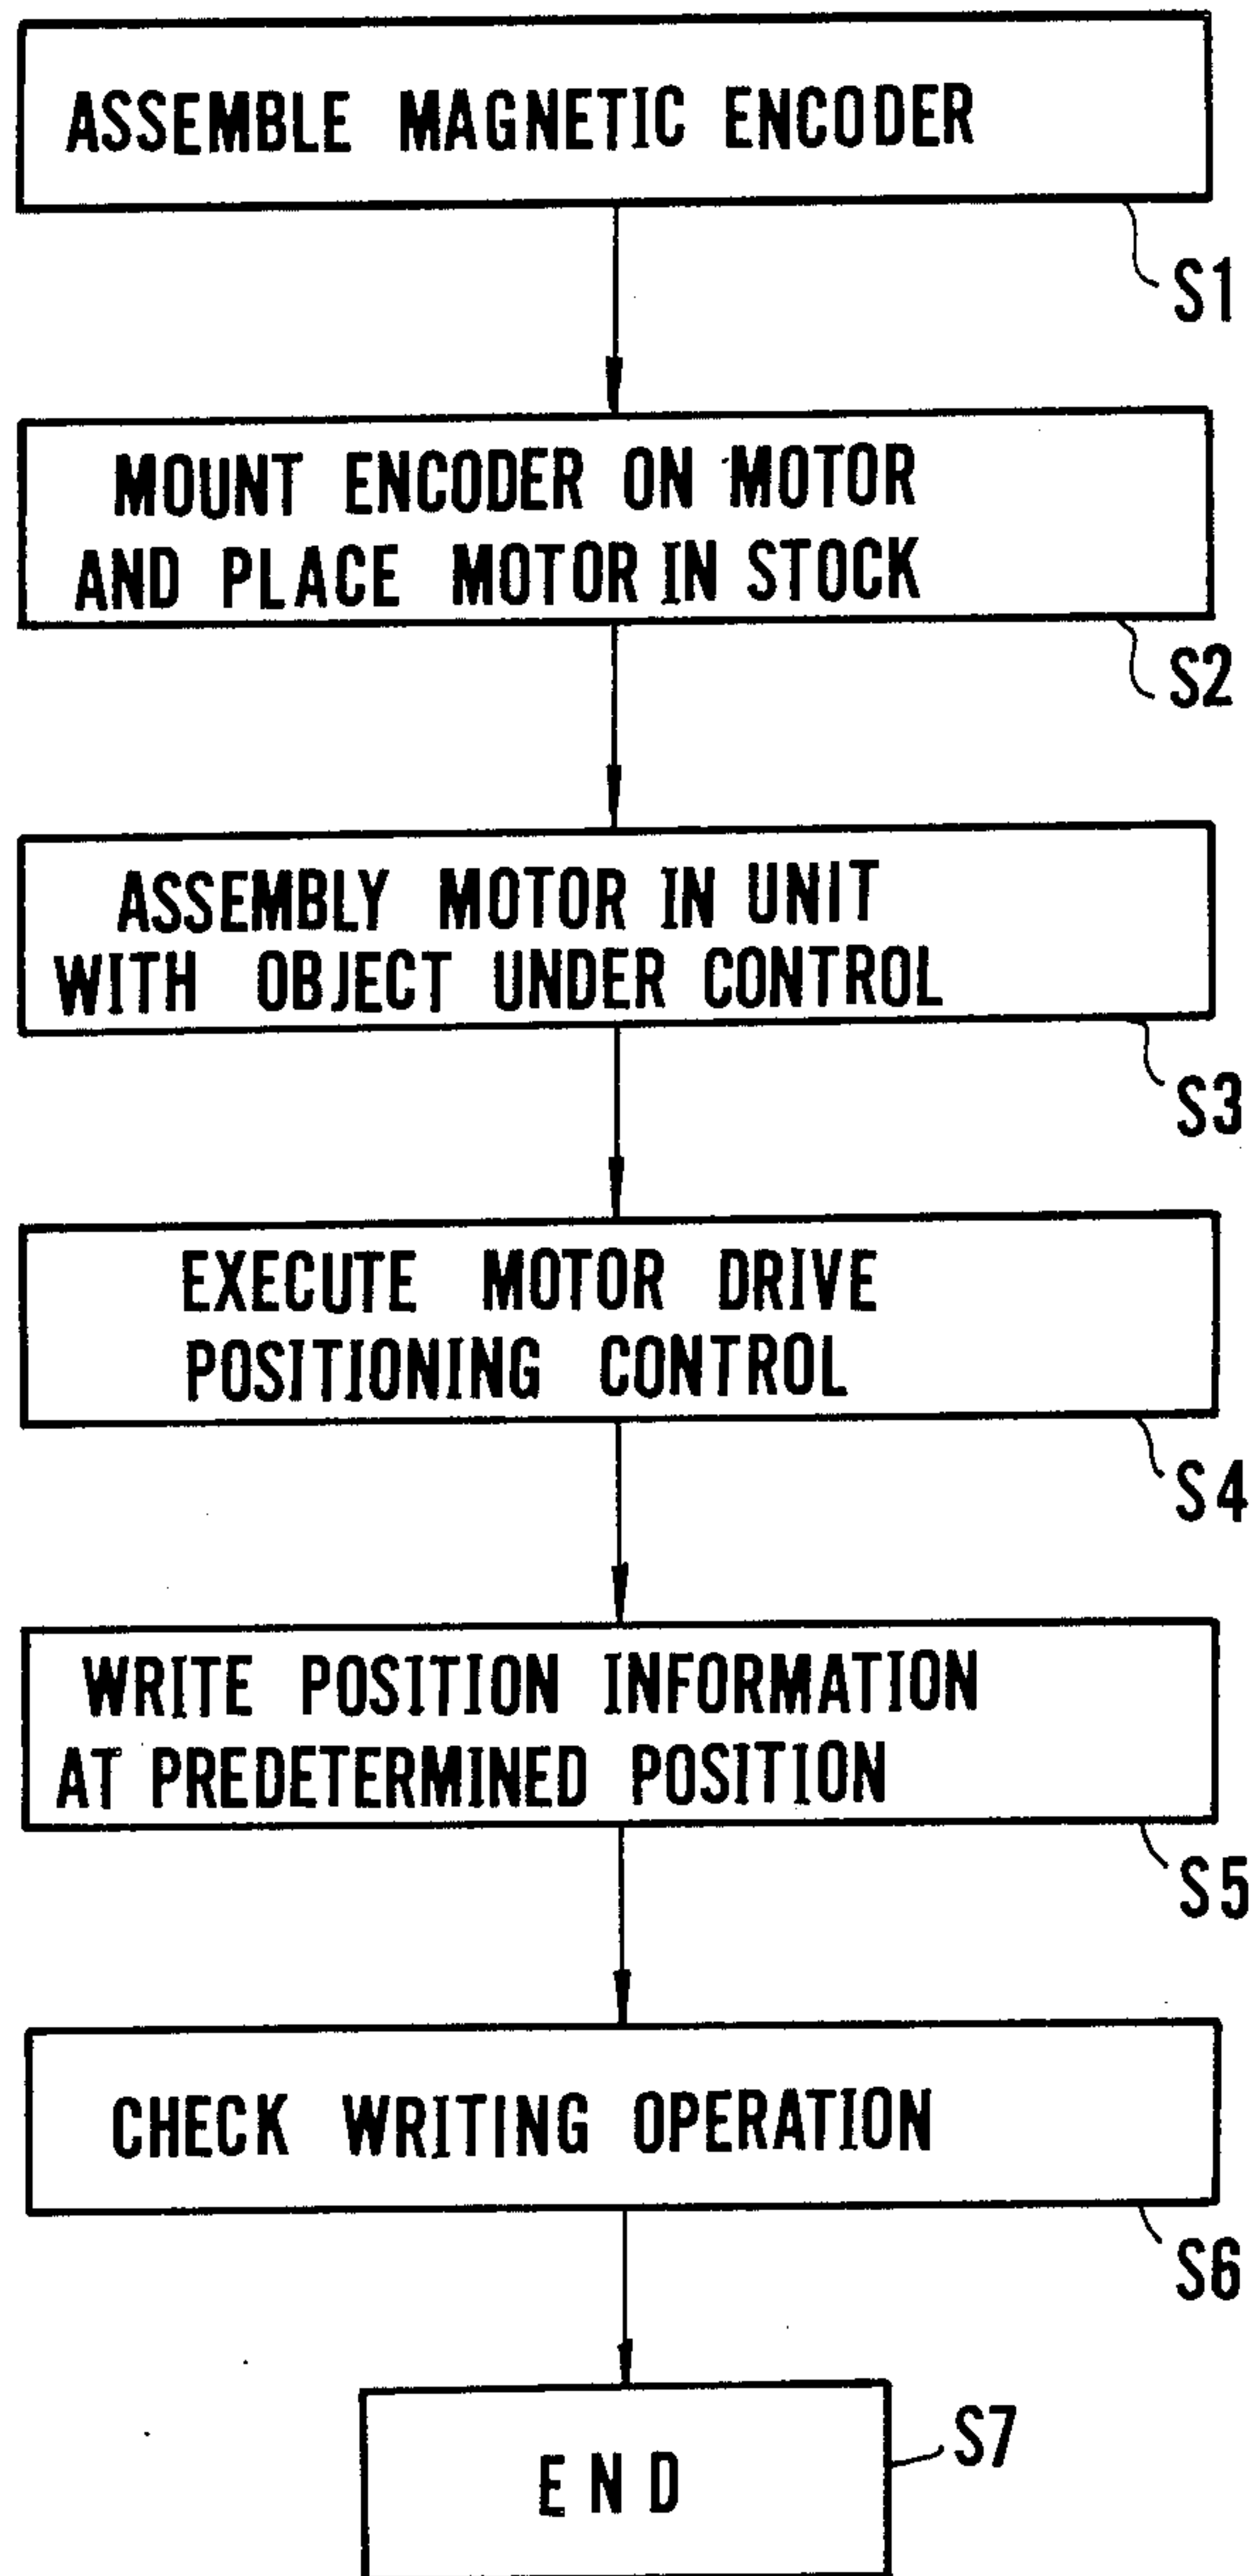 ASSEMBLE MAGNETIC ENCODER
S1
MOUNT ENCODER ON MOTOR
AND PLACE MOTOR IN STOCK
S2
ASSEMBLY MOTOR IN UNIT
WITH OBJECT UNDER CONTROL
S3
EXECUTE MOTOR DRIVE
POSITIONING CONTROL
S4
WRITE POSITION INFORMATION
AT PREDETERMINED POSITION
S5
CHECK WRITING OPERATION
S6
END
S7